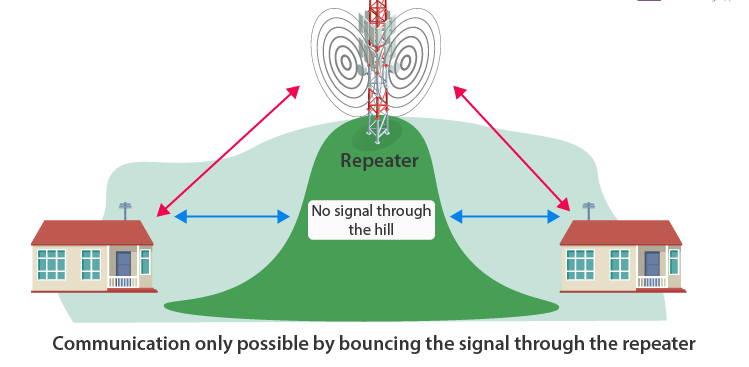 Repeater
No signal through
the hill
Communication only possible by bouncing the signal through the repeater